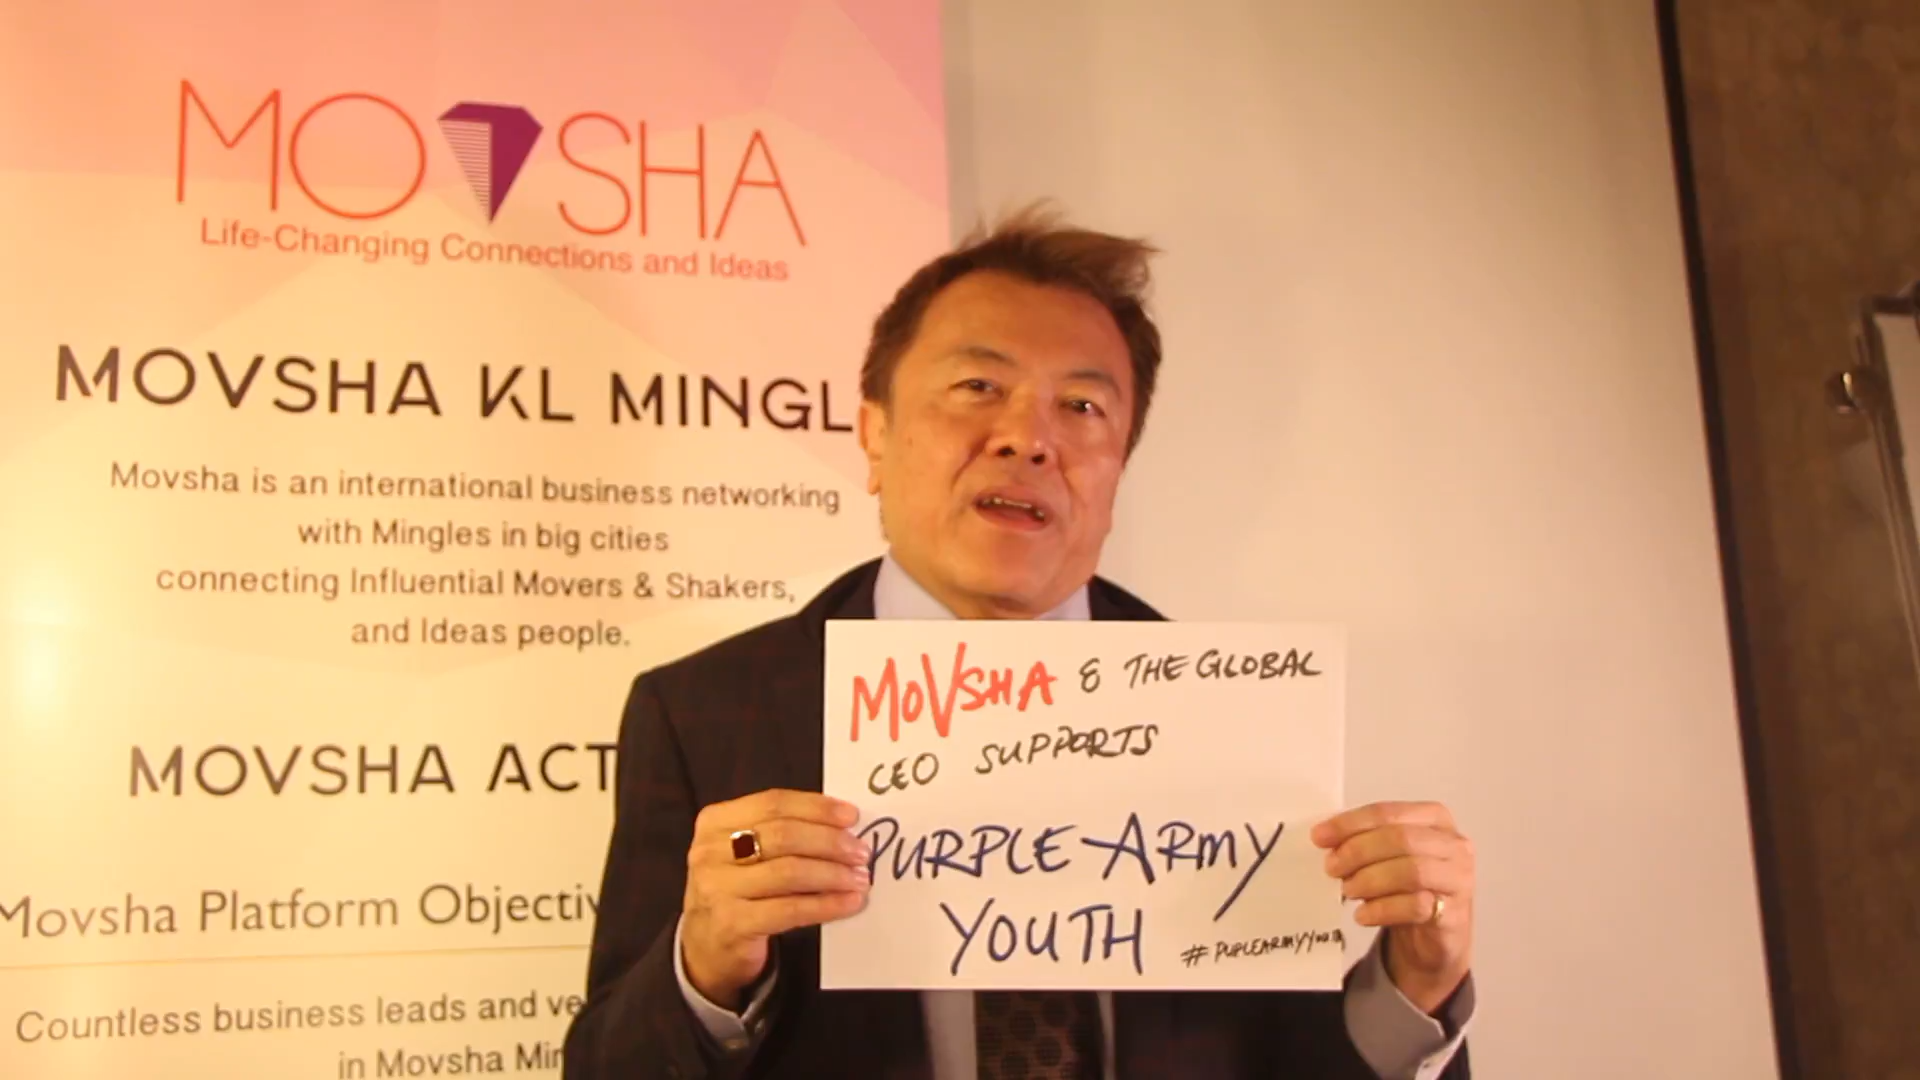 MOVSHA
Life-Changing Connections and Ideas
MOVSHA KL MINGL
Movsha is an international business networking
with Mingles in big cities
connecting Influential Movers & Shakers,
and Ideas people.
MOVSHA ACT
Movsha Platform Objectiv
Countless business leads and ve
in Movsha Min
MOVSHA & THE GLOBAL
CEO SUPPORTS
PURPLE ARMY
YOUTH
#PUPLEARMYYOUTH